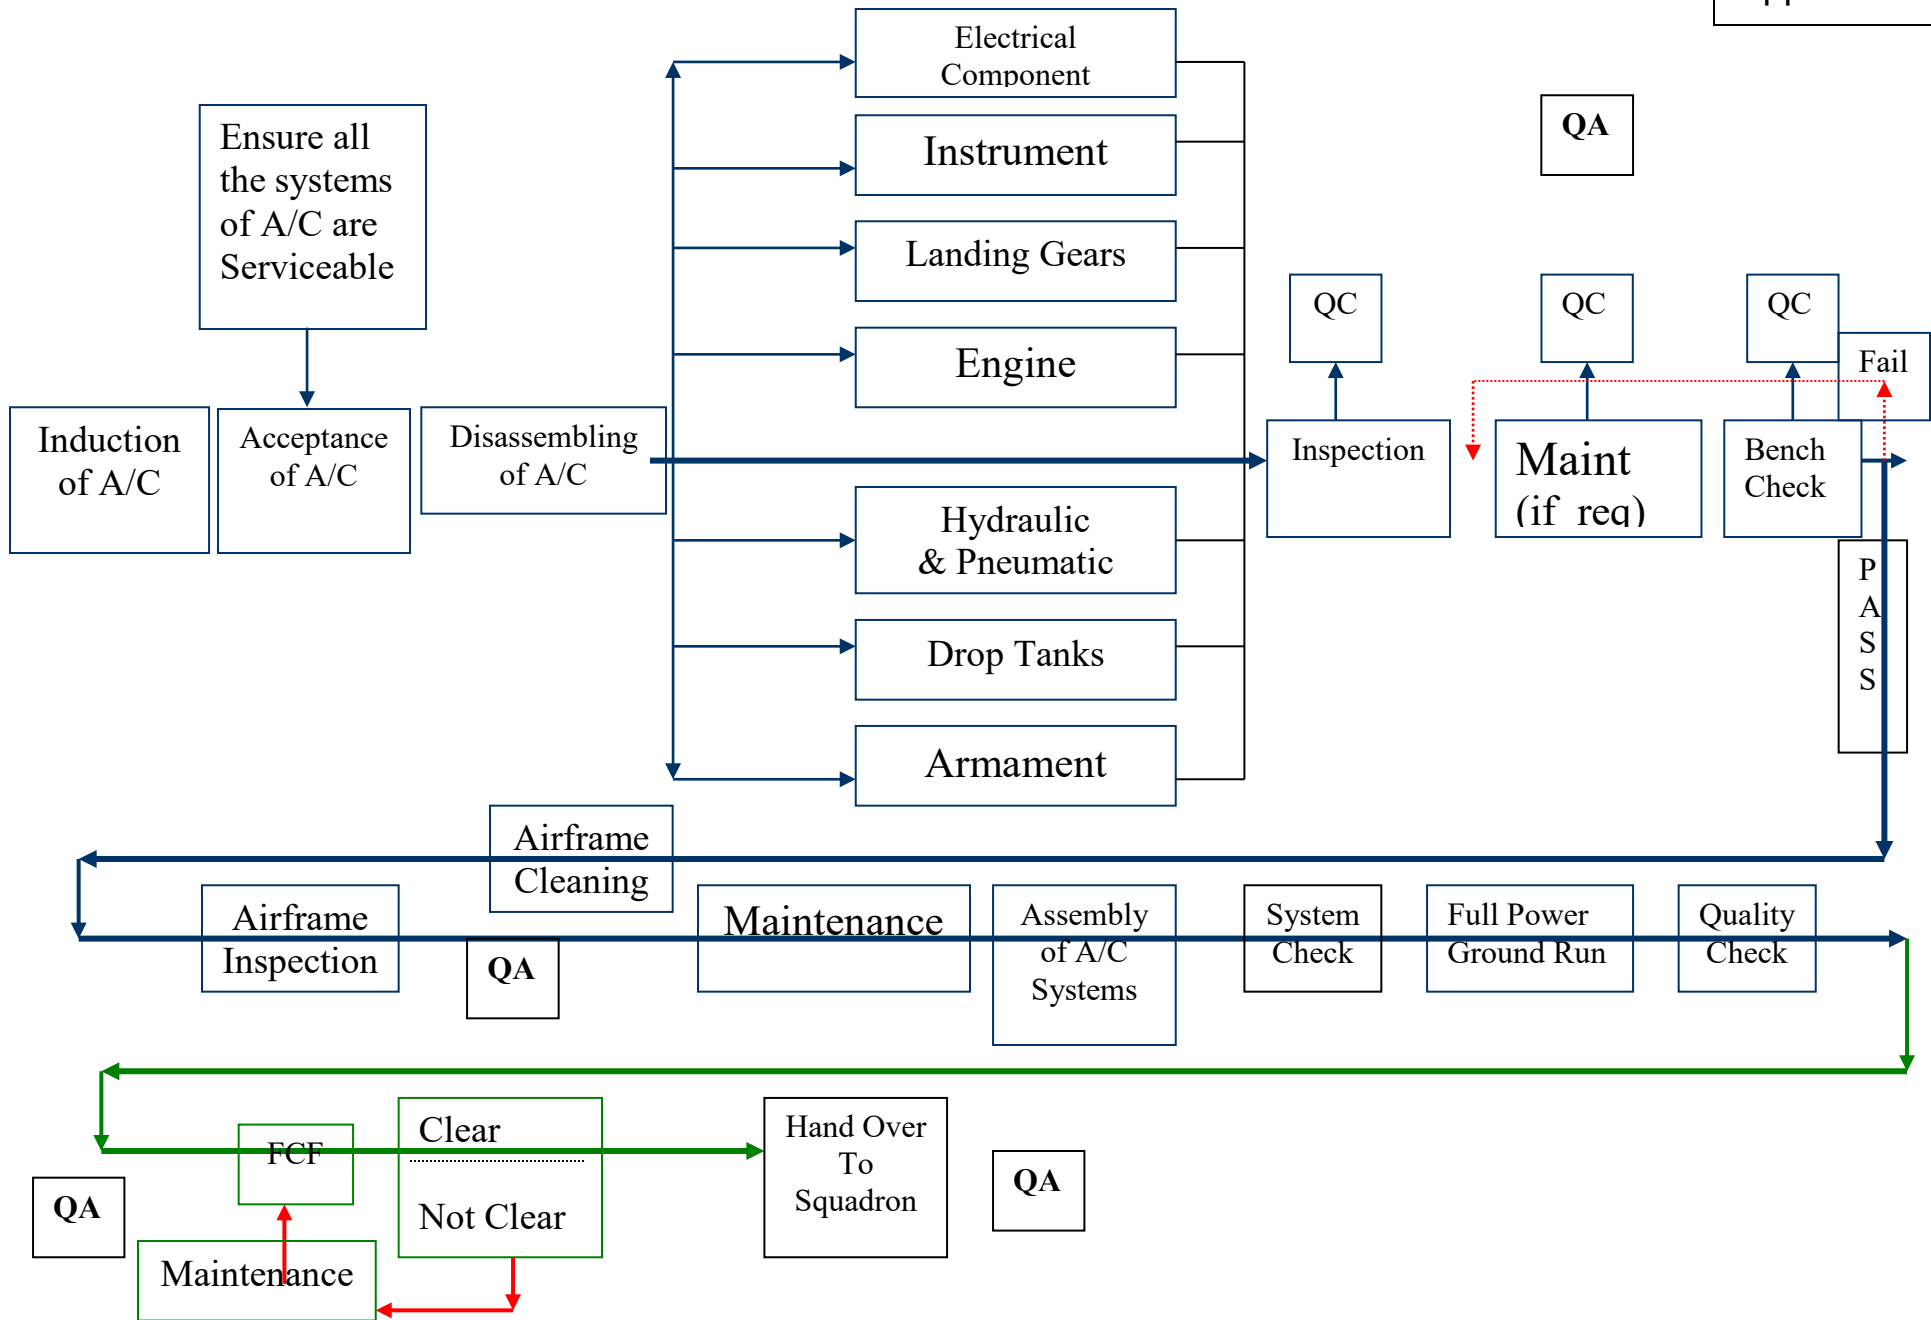 Electrical
Component
QA
Ensure all
the systems
of A/C are
Serviceable
Instrument
Landing Gears
QC
QC
QC
Engine
Fail
Induction
of A/C
Acceptance
of A/C
Disassembling
of A/C
Inspection
Maint
(if req)
Bench
Check
Hydraulic
& Pneumatic
P
A
S
S
Drop Tanks
Armament
Airframe
Cleaning
Airframe
Inspection
QA
Maintenance
Assembly
of A/C
Systems
System
Check
Full Power
Ground Run
Quality
Check
FCF
Clear
Not Clear
Hand Over
To
Squadron
QA
QA
Maintenance